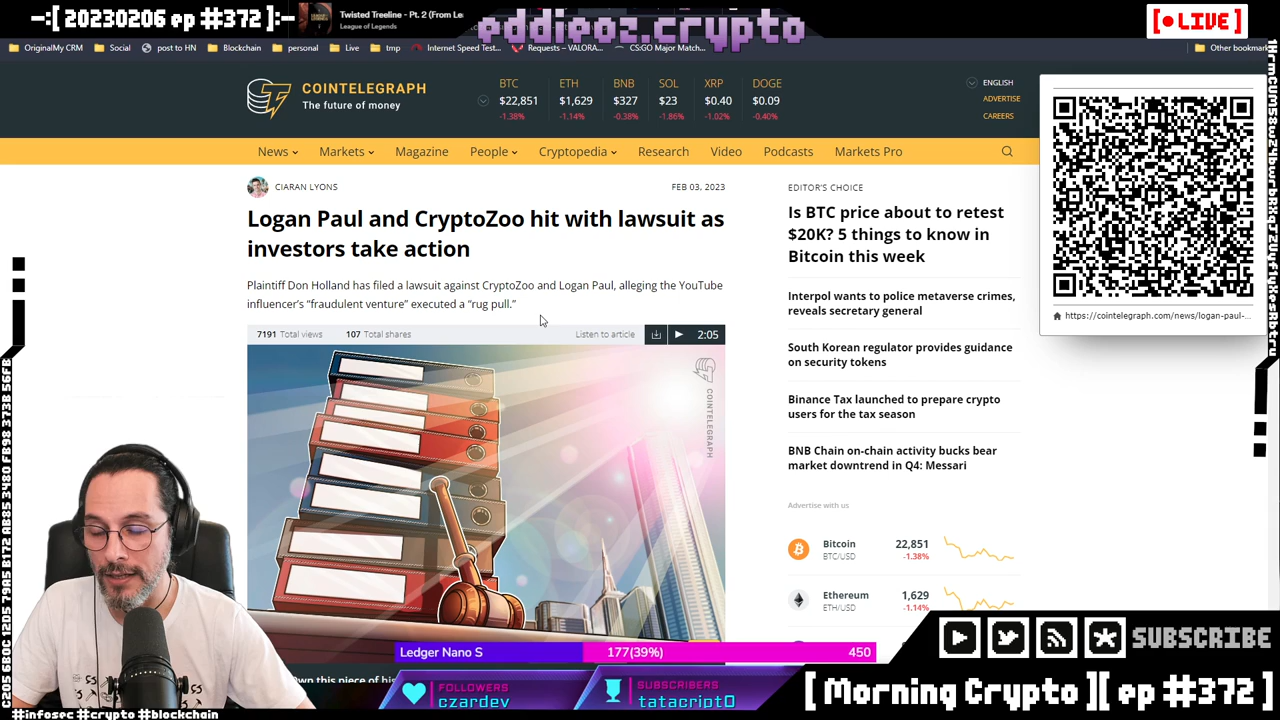 -:[ 20230206 ep #372 ]:-
Twisted Treeline - Pt. 2 (From Le
League of Legends
eddieoz.crypto
[ LIVE ]
OriginalMy CRM
Social
post to HN
Blockchain
personal
Live
tmp
Internet Speed Test...
Requests – VALORA...
CS:GO Major Match...
Other bookmark
COINTELEGRAPH
The future of money
BTC ETH BNB SOL XRP DOGE
$22,851 $1,629 $327 $23 $0.40 $0.09
-1.38% -1.14% -0.38% -1.86% -1.02% -0.40%
ENGLISH
ADVERTISE
CAREERS
News Markets Magazine People Cryptopedia Research Video Podcasts Markets Pro
CIARAN LYONS
FEB 03, 2023
Logan Paul and CryptoZoo hit with lawsuit as
investors take action
Plaintiff Don Holland has filed a lawsuit against CryptoZoo and Logan Paul, alleging the YouTube
influencer's “fraudulent venture” executed a “rug pull.”
7191 Total views 107 Total shares Listen to article 2:05
COINTELEGRAPH
EDITOR'S CHOICE
Is BTC price about to retest
$20K? 5 things to know in
Bitcoin this week
Interpol wants to police metaverse crimes,
reveals secretary general
South Korean regulator provides guidance
on security tokens
Binance Tax launched to prepare crypto
users for the tax season
BNB Chain on-chain activity bucks bear
market downtrend in Q4: Messari
Advertise with us
Bitcoin 22,851
BTC/USD -1.38%
Ethereum 1,629
ETH/USD -1.14%
https://cointelegraph.com/news/logan-paul-...
Ledger Nano S 177(39%) 450
Own this piece of his
FOLLOWERS
czardev
SUBSCRIBERS
tatacript0
SUBSCRIBE
[ Morning Crypto ][ ep #372 ]
#infosec #crypto #blockchain